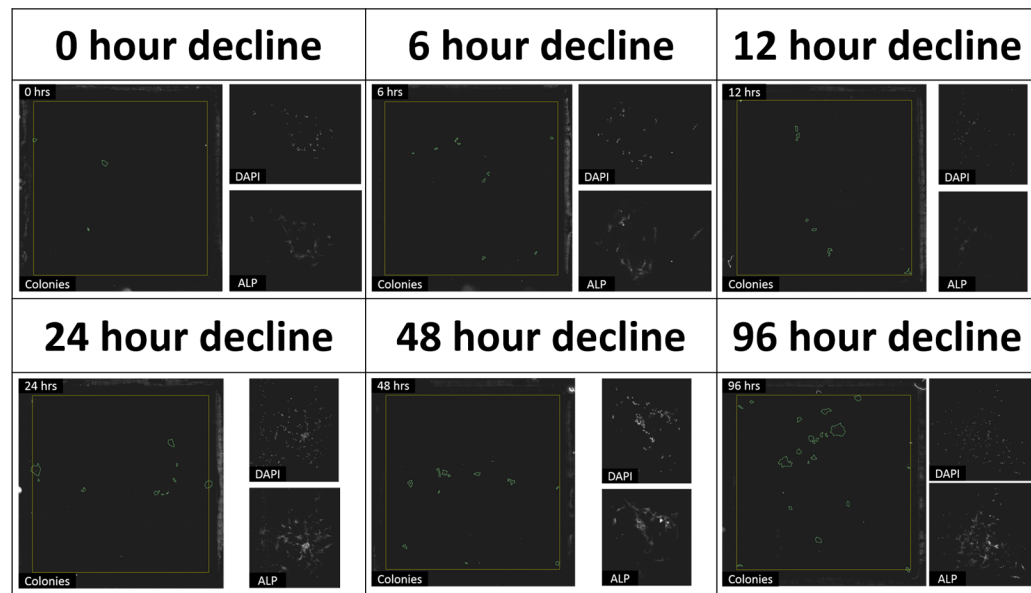 0 hour decline
6 hour decline
12 hour decline
0 hrs
DAPI
ALP
Colonies
6 hrs
DAPI
ALP
Colonies
12 hrs
DAPI
ALP
Colonies
24 hour decline
48 hour decline
96 hour decline
24 hrs
DAPI
ALP
Colonies
48 hrs
DAPI
ALP
Colonies
96 hrs
DAPI
ALP
Colonies